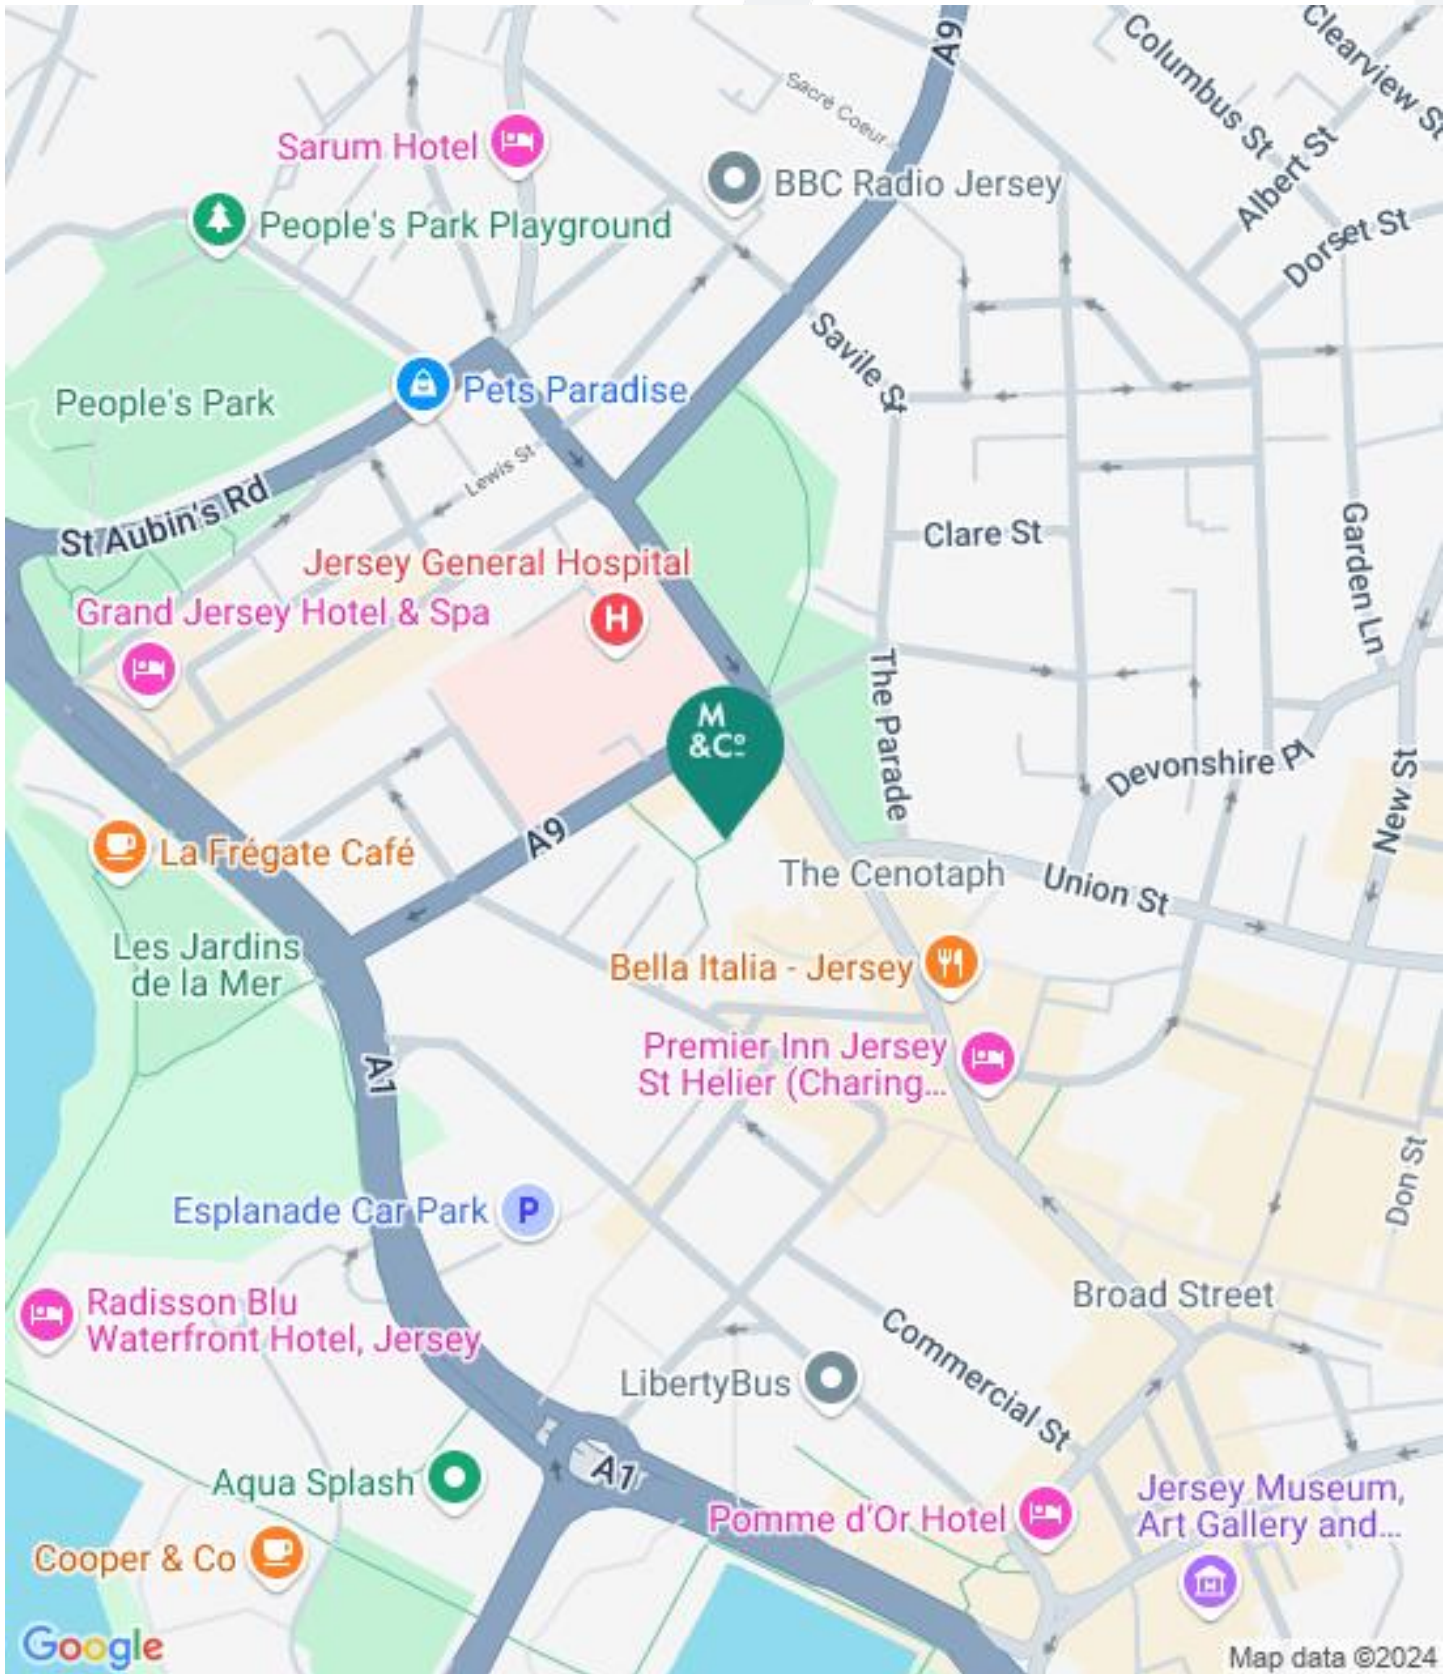 A9
Columbus St
Clearview St
Sacré Coeur
Albert St
Sarum Hotel
BBC Radio Jersey
People's Park Playground
Dorset St
Savile St
Pets Paradise
People's Park
Lewis St
St Aubin's Rd
Clare St
Garden Ln
Jersey General Hospital
H
Grand Jersey Hotel & Spa
The Parade
M
&Cº
Devonshire Pl
New St
A9
La Frégate Café
The Cenotaph
Union St
Les Jardins
de la Mer
Bella Italia - Jersey
Premier Inn Jersey
St Helier (Charing...
A1
Don St
Esplanade Car Park
P
Radisson Blu
Waterfront Hotel, Jersey
Broad Street
Commercial St
LibertyBus
A1
Aqua Splash
Pomme d'Or Hotel
Jersey Museum,
Art Gallery and...
Cooper & Co
Google
Map data ©2024